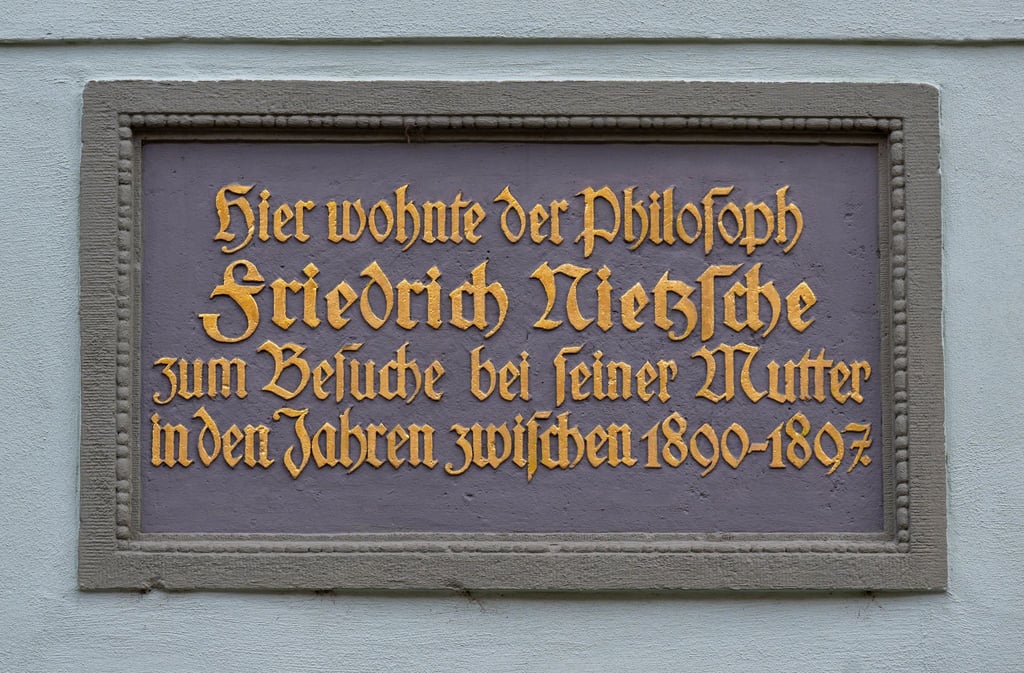 Hier wohnte der Philoſoph
Friedrich Nietzſche
zum Beſuche bei ſeiner Mutter
in den Jahren zwiſchen 1890-1897.